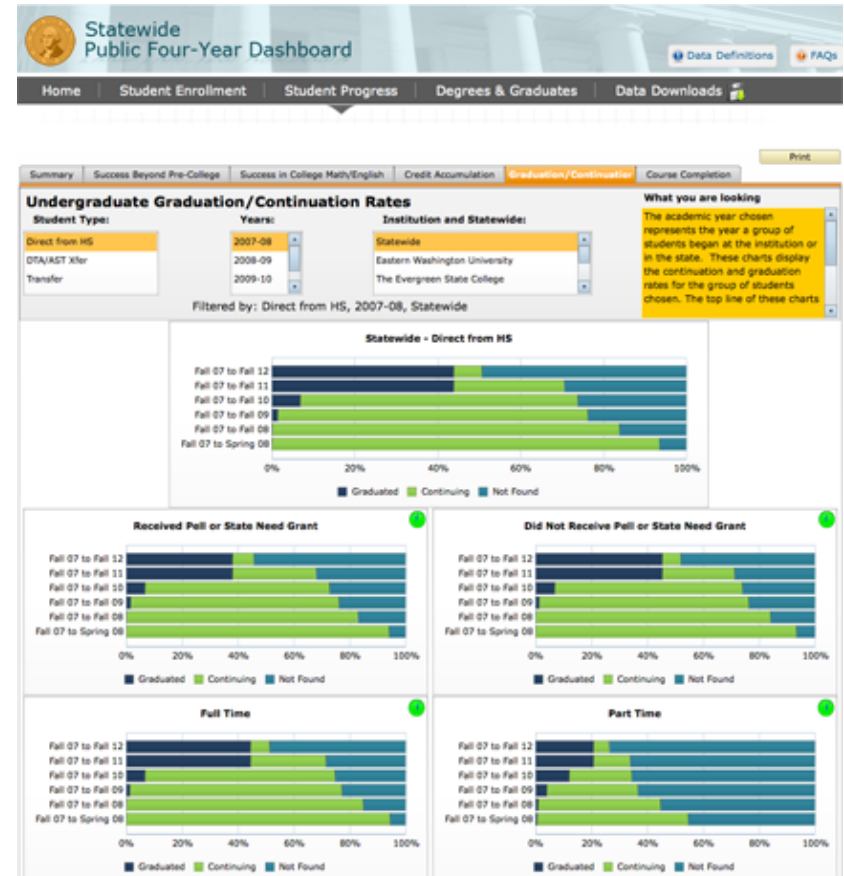 Statewide
Public Four-Year Dashboard
Data Definitions
FAQs
Home
Student Enrollment
Student Progress
Degrees & Graduates
Data Downloads
Print
Summary
Success Beyond Pre-College
Success in College Math/English
Credit Accumulation
Graduation/Continuation
Course Completion
Undergraduate Graduation/Continuation Rates
What you are looking
Student Type:
Years:
Institution and Statewide:
Direct from HS
DTA/AST Xfer
Transfer
2007-08
2008-09
2009-10
Statewide
Eastern Washington University
The Evergreen State College
The academic year chosen
represents the year a group of
students began at the institution or
in the state. These charts display
the continuation and graduation
rates for the group of students
chosen. The top line of these charts
Filtered by: Direct from HS, 2007-08, Statewide
Statewide - Direct from HS
Fall 07 to Fall 12
Fall 07 to Fall 11
Fall 07 to Fall 10
Fall 07 to Fall 09
Fall 07 to Fall 08
Fall 07 to Spring 08
0% 20% 40% 60% 80% 100%
Graduated Continuing Not Found
Received Pell or State Need Grant
Fall 07 to Fall 12
Fall 07 to Fall 11
Fall 07 to Fall 10
Fall 07 to Fall 09
Fall 07 to Fall 08
Fall 07 to Spring 08
0% 20% 40% 60% 80% 100%
Graduated Continuing Not Found
Did Not Receive Pell or State Need Grant
Fall 07 to Fall 12
Fall 07 to Fall 11
Fall 07 to Fall 10
Fall 07 to Fall 09
Fall 07 to Fall 08
Fall 07 to Spring 08
0% 20% 40% 60% 80% 100%
Graduated Continuing Not Found
Full Time
Fall 07 to Fall 12
Fall 07 to Fall 11
Fall 07 to Fall 10
Fall 07 to Fall 09
Fall 07 to Fall 08
Fall 07 to Spring 08
0% 20% 40% 60% 80% 100%
Graduated Continuing Not Found
Part Time
Fall 07 to Fall 12
Fall 07 to Fall 11
Fall 07 to Fall 10
Fall 07 to Fall 09
Fall 07 to Fall 08
Fall 07 to Spring 08
0% 20% 40% 60% 80% 100%
Graduated Continuing Not Found